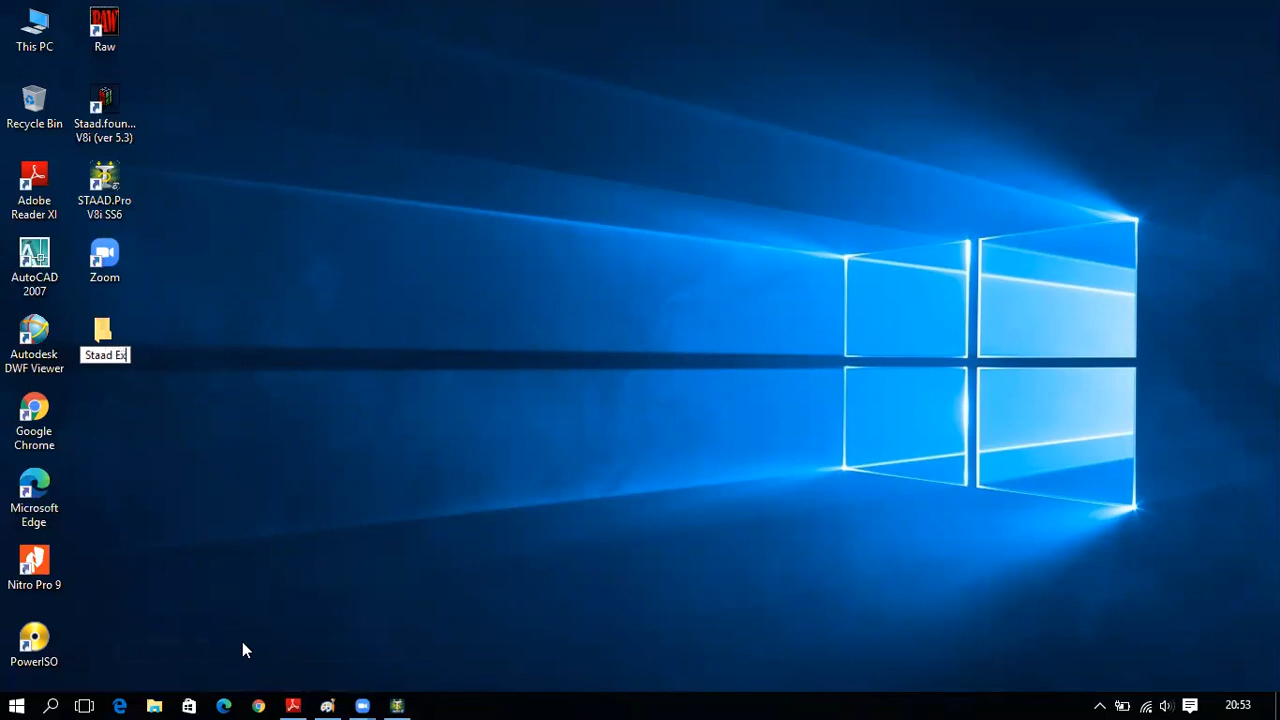 This PC
Raw
Recycle Bin
Staad.foun...
V8i (ver 5.3)
Adobe
Reader XI
STAAD.Pro
V8i SS6
AutoCAD
2007
Zoom
Autodesk
DWF Viewer
Staad Ex
Google
Chrome
Microsoft
Edge
Nitro Pro 9
PowerISO
20:53